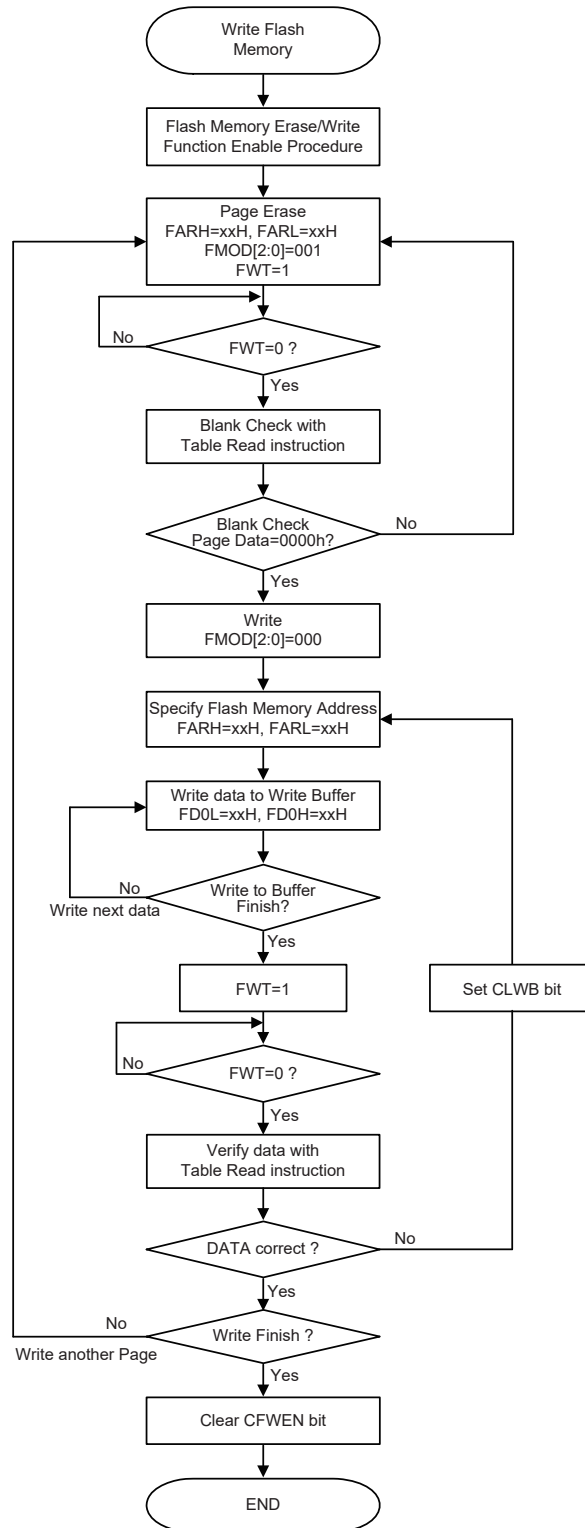 Write Flash
Memory
Flash Memory Erase/Write
Function Enable Procedure
Page Erase
FARH=xxH, FARL=xxH
FMOD[2:0]=001
FWT=1
No
FWT=0 ?
Yes
Blank Check with
Table Read instruction
Blank Check
Page Data=0000h?
No
Yes
Write
FMOD[2:0]=000
Specify Flash Memory Address
FARH=xxH, FARL=xxH
Write data to Write Buffer
FD0L=xxH, FD0H=xxH
No
Write next data
Write to Buffer
Finish?
Yes
FWT=1
Set CLWB bit
No
FWT=0 ?
Yes
Verify data with
Table Read instruction
DATA correct ?
No
Yes
No
Write another Page
Write Finish ?
Yes
Clear CFWEN bit
END